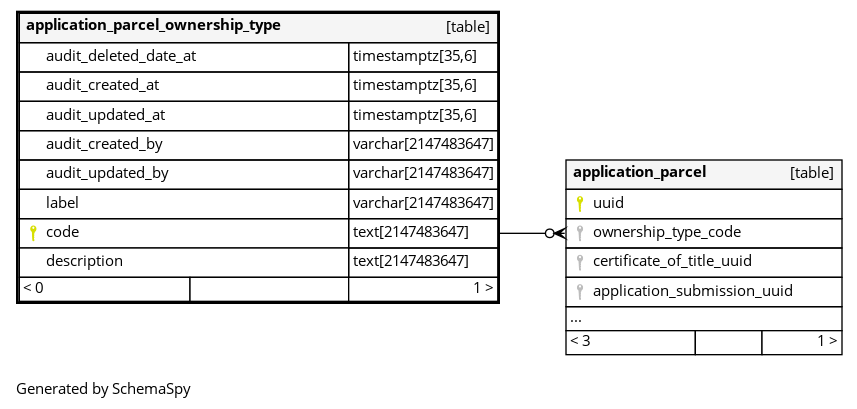 application_parcel_ownership_type [table]
audit_deleted_date_at timestamptz[35,6]
audit_created_at timestamptz[35,6]
audit_updated_at timestamptz[35,6]
audit_created_by varchar[2147483647]
audit_updated_by varchar[2147483647]
label varchar[2147483647]
code text[2147483647]
description text[2147483647]
< 0 1 >
application_parcel [table]
uuid
ownership_type_code
certificate_of_title_uuid
application_submission_uuid
...
< 3 1 >
Generated by SchemaSpy